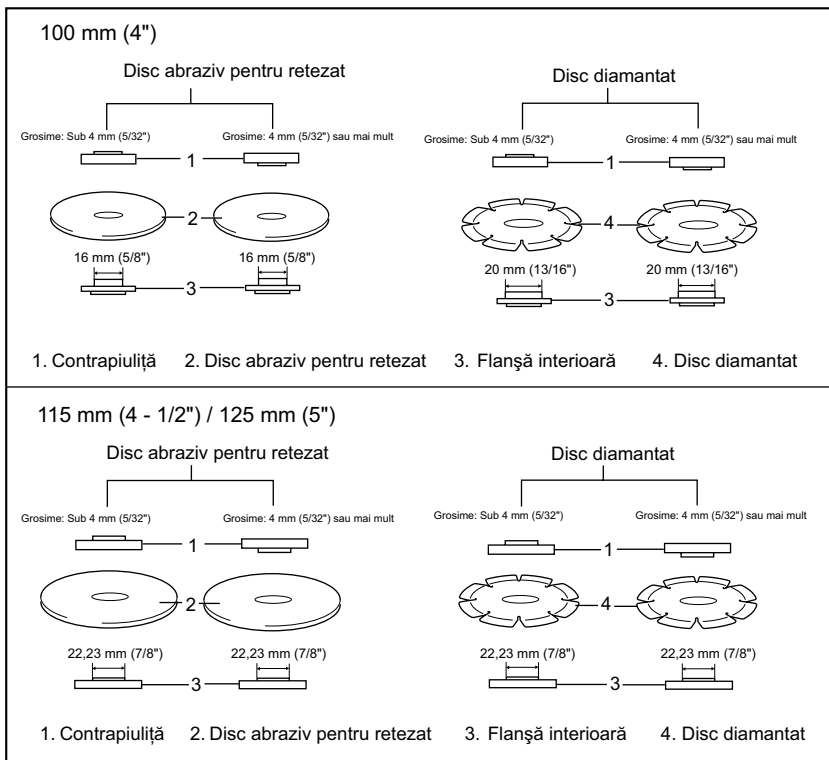 100 mm (4")
Disc abraziv pentru retezat
Disc diamantat
Grosime: Sub 4 mm (5/32")
Grosime: 4 mm (5/32") sau mai mult
Grosime: Sub 4 mm (5/32")
Grosime: 4 mm (5/32") sau mai mult
1
1
2
4
16 mm (5/8")
16 mm (5/8")
20 mm (13/16")
20 mm (13/16")
3
3
1. Contrapiuliță 2. Disc abraziv pentru retezat 3. Flanşă interioară 4. Disc diamantat
115 mm (4 - 1/2") / 125 mm (5")
Disc abraziv pentru retezat
Disc diamantat
Grosime: Sub 4 mm (5/32")
Grosime: 4 mm (5/32") sau mai mult
Grosime: Sub 4 mm (5/32")
Grosime: 4 mm (5/32") sau mai mult
1
1
2
4
22,23 mm (7/8")
22,23 mm (7/8")
22,23 mm (7/8")
22,23 mm (7/8")
3
3
1. Contrapiuliță 2. Disc abraziv pentru retezat 3. Flanşă interioară 4. Disc diamantat